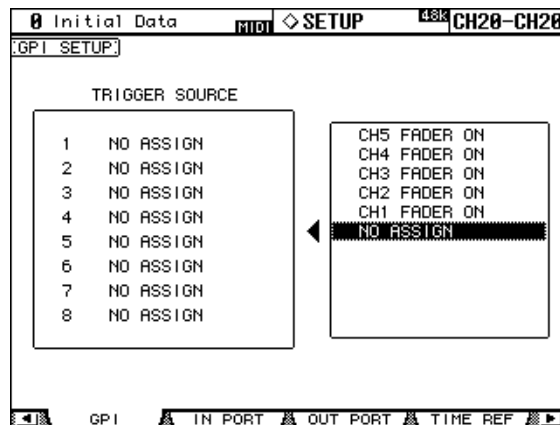 0 Initial Data MIDI ◇SETUP 48k CH20-CH20
GPI SETUP
TRIGGER SOURCE
1 NO ASSIGN
2 NO ASSIGN
3 NO ASSIGN
4 NO ASSIGN
5 NO ASSIGN
6 NO ASSIGN
7 NO ASSIGN
8 NO ASSIGN
CH5 FADER ON
CH4 FADER ON
CH3 FADER ON
CH2 FADER ON
CH1 FADER ON
NO ASSIGN
GPI IN PORT OUT PORT TIME REF